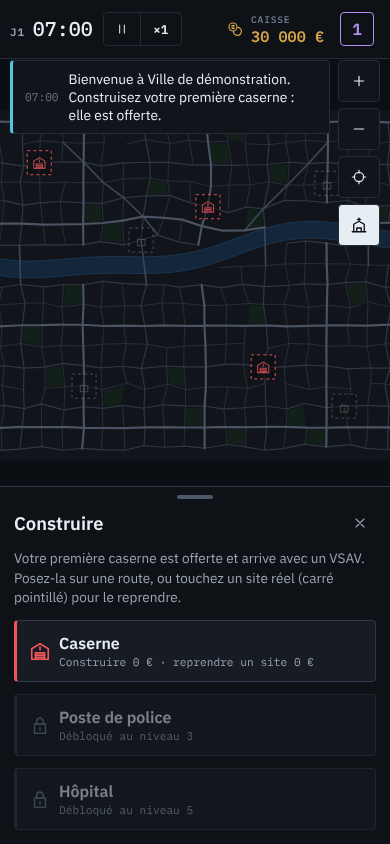 J1 07:00 ×1 CAISSE 30 000 € 1
07:00 Bienvenue à Ville de démonstration.
Construisez votre première caserne :
elle est offerte.
Construire
Votre première caserne est offerte et arrive avec un VSAV.
Posez-la sur une route, ou touchez un site réel (carré
pointillé) pour le reprendre.
Caserne
Construire 0 € · reprendre un site 0 €
Poste de police
Débloqué au niveau 3
Hôpital
Débloqué au niveau 5